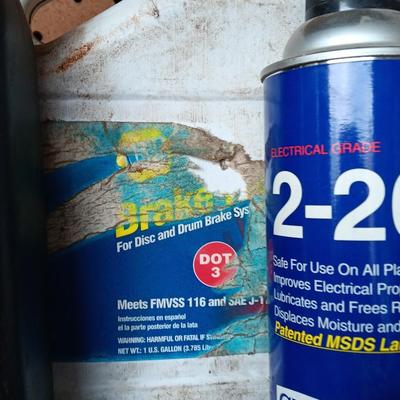 Brake
For Disc and Drum Brake Sys
DOT
3
Meets FMVSS 116 and SAE J-1
Instrucciones en español
el la parte posterior de la lata
WARNING: HARMFUL OR FATAL IF
NET WT: 1 U.S. GALLON (3.785
ELECTRICAL GRADE
2-2
Safe For Use On All Pla
Improves Electrical Pro
Lubricates and Frees R
Displaces Moisture and
Patented MSDS La